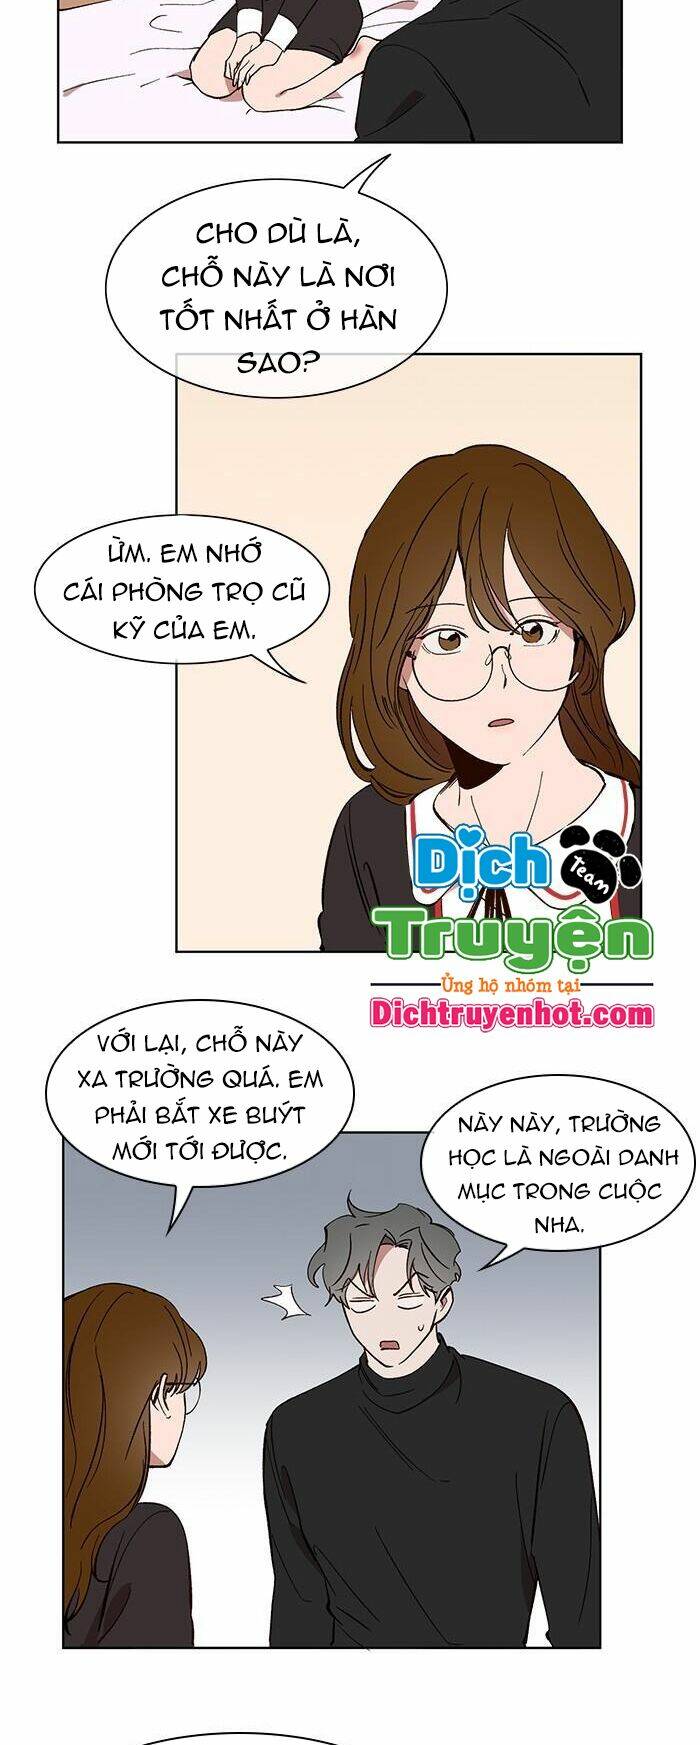 CHO DÙ LÀ,
CHỖ NÀY LÀ NƠI
TỐT NHẤT Ở HÀN
SAO?
ỪM. EM NHỚ
CÁI PHÒNG TRỌ CŨ
KỸ CỦA EM.
Dịch Team
Truyện
Ủng hộ nhóm tại
Dichtruyenhot.com
VỚI LẠI, CHỖ NÀY
XA TRƯỜNG QUÁ. EM
PHẢI BẮT XE BUÝT
MỚI TỚI ĐƯỢC.
NÀY NÀY, TRƯỜNG
HỌC LÀ NGOÀI DANH
MỤC TRONG CUỘC
NHA.